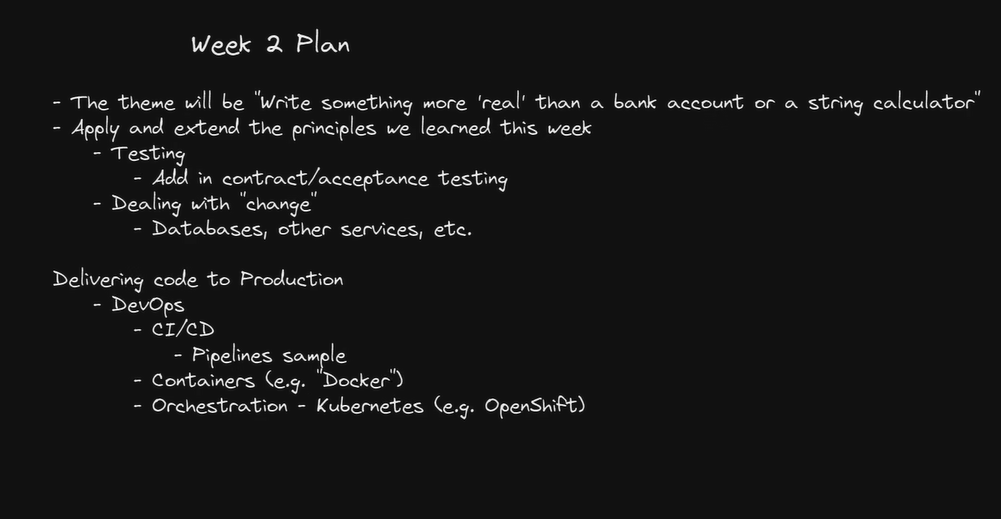 Week 2 Plan
- The theme will be "Write something more 'real' than a bank account or a string calculator"
- Apply and extend the principles we learned this week
- Testing
- Add in contract/acceptance testing
- Dealing with "change"
- Databases, other services, etc.
Delivering code to Production
- DevOps
- CI/CD
- Pipelines sample
- Containers (e.g. "Docker")
- Orchestration - Kubernetes (e.g. OpenShift)